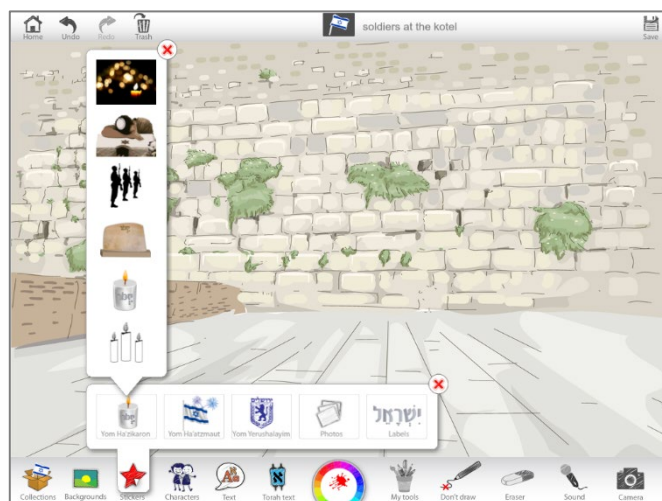 Home Undo Redo Trash soldiers at the kotel Save
יזכור
Yom Hazikaron Yom Ha'atzmaut Yom Yerushalayim Photos Labels
יִשְׂרָאֵל
Collections Backgrounds Stickers Characters Text Torah text My tools Don't draw Eraser Sound Camera